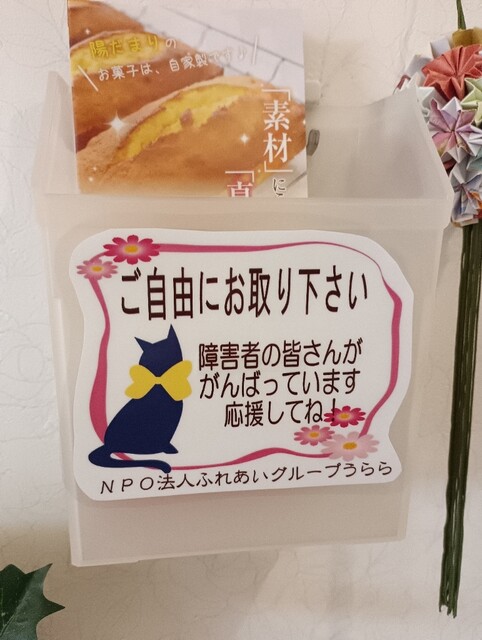 陽だまりの
お菓子は、自家製です!
「素材」に
「真
ご自由にお取り下さい
障害者の皆さんが
がんばっています
応援してね!
NPO法人ふれあいグループうらら